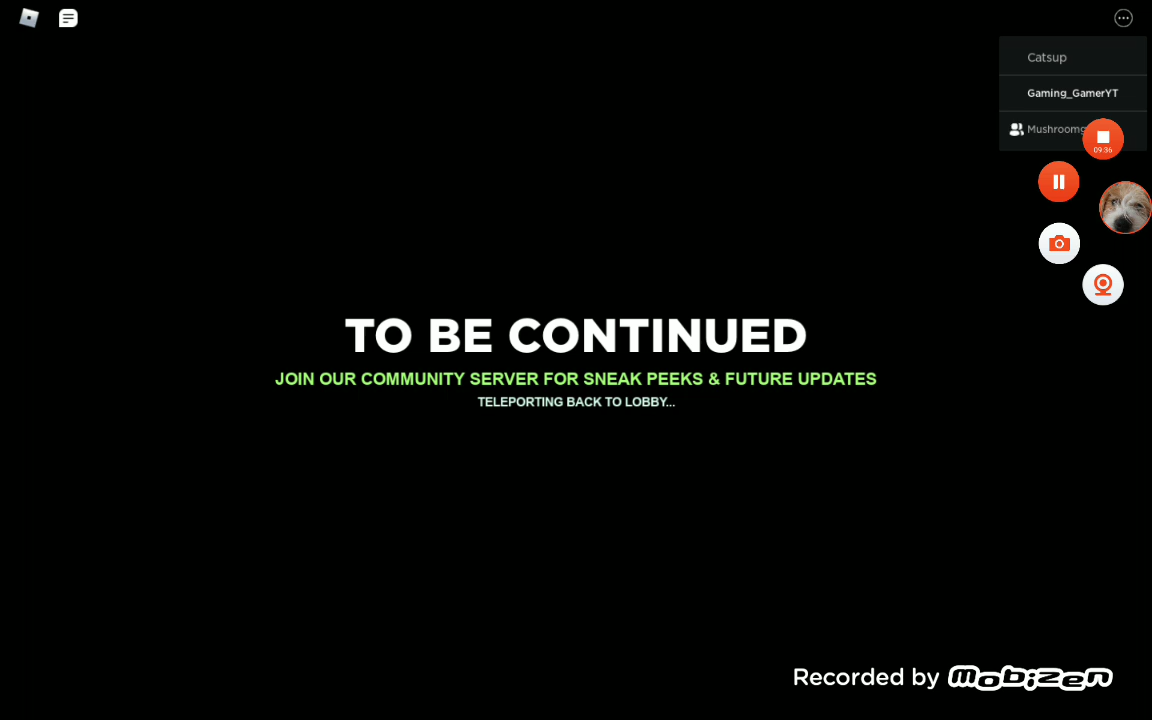 Catsup
Gaming_GamerYT
09:36
TO BE CONTINUED
JOIN OUR COMMUNITY SERVER FOR SNEAK PEEKS & FUTURE UPDATES
TELEPORTING BACK TO LOBBY...
Recorded by Mobizen